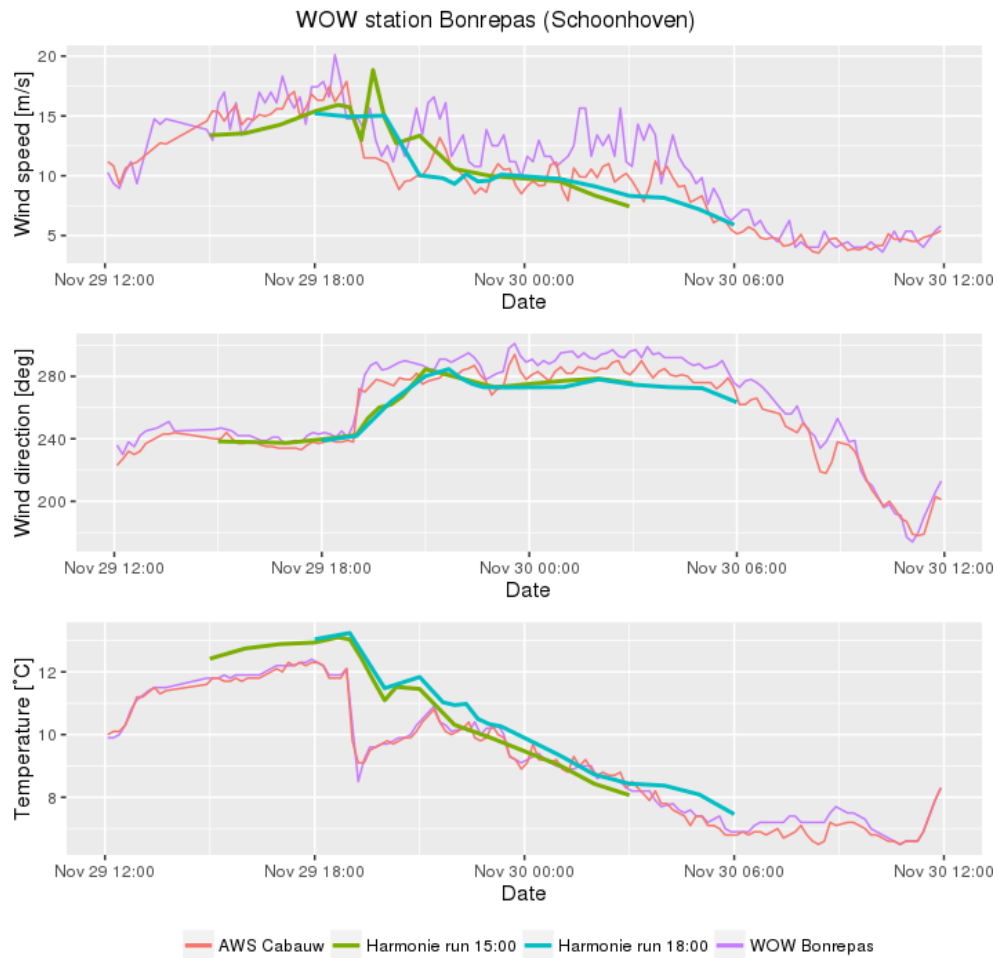 WOW station Bonrepas (Schoonhoven)
Wind speed [m/s]
20
15
10
5
Nov 29 12:00 Nov 29 18:00 Nov 30 00:00 Nov 30 06:00 Nov 30 12:00
Date
Wind direction [deg]
280
240
200
Nov 29 12:00 Nov 29 18:00 Nov 30 00:00 Nov 30 06:00 Nov 30 12:00
Date
Temperature [°C]
12
10
8
Nov 29 12:00 Nov 29 18:00 Nov 30 00:00 Nov 30 06:00 Nov 30 12:00
Date
AWS Cabauw Harmonie run 15:00 Harmonie run 18:00 WOW Bonrepas